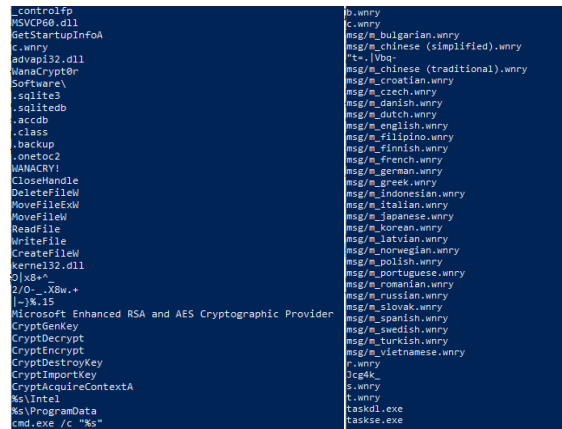 _controlfp
MSVCP60.dll
GetStartupInfoA
c.wnry
advapi32.dll
WanaCrypt0r
Software\
.sqlite3
.sqlitedb
.accdb
.class
.backup
.onetoc2
WANACRY!
CloseHandle
DeleteFileW
MoveFileExW
MoveFileW
ReadFile
WriteFile
CreateFileW
kernel32.dll
O|x8+^_
2/O-_.X8w.+
|~}%.15
Microsoft Enhanced RSA and AES Cryptographic Provider
CryptGenKey
CryptDecrypt
CryptEncrypt
CryptDestroyKey
CryptImportKey
CryptAcquireContextA
%s\Intel
%s\ProgramData
cmd.exe /c "%s"
b.wnry
c.wnry
msg/m_bulgarian.wnry
msg/m_chinese (simplified).wnry
"t=.|Vbq-
msg/m_chinese (traditional).wnry
msg/m_croatian.wnry
msg/m_czech.wnry
msg/m_danish.wnry
msg/m_dutch.wnry
msg/m_english.wnry
msg/m_filipino.wnry
msg/m_finnish.wnry
msg/m_french.wnry
msg/m_german.wnry
msg/m_greek.wnry
msg/m_indonesian.wnry
msg/m_italian.wnry
msg/m_japanese.wnry
msg/m_korean.wnry
msg/m_latvian.wnry
msg/m_norwegian.wnry
msg/m_polish.wnry
msg/m_portuguese.wnry
msg/m_romanian.wnry
msg/m_russian.wnry
msg/m_slovak.wnry
msg/m_spanish.wnry
msg/m_swedish.wnry
msg/m_turkish.wnry
msg/m_vietnamese.wnry
r.wnry
Jcg4k_
s.wnry
t.wnry
taskdl.exe
taskse.exe